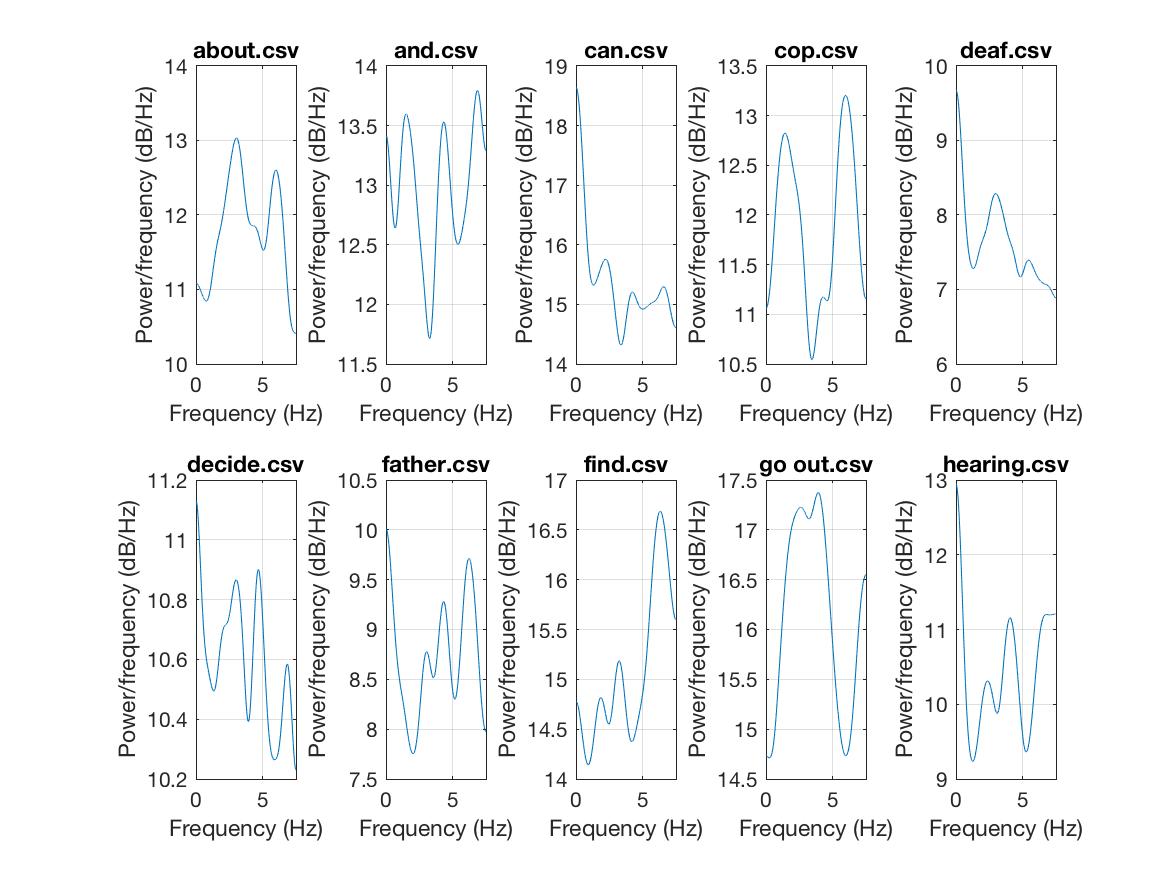 about.csv
and.csv
can.csv
cop.csv
deaf.csv
Power/frequency (dB/Hz)
14
13
12
11
10
0 5
Frequency (Hz)
Power/frequency (dB/Hz)
14
13.5
13
12.5
12
11.5
0 5
Frequency (Hz)
Power/frequency (dB/Hz)
19
18
17
16
15
14
0 5
Frequency (Hz)
Power/frequency (dB/Hz)
13.5
13
12.5
12
11.5
11
10.5
0 5
Frequency (Hz)
Power/frequency (dB/Hz)
10
9
8
7
6
0 5
Frequency (Hz)
decide.csv
father.csv
find.csv
go out.csv
hearing.csv
Power/frequency (dB/Hz)
11.2
11
10.8
10.6
10.4
10.2
0 5
Frequency (Hz)
Power/frequency (dB/Hz)
10.5
10
9.5
9
8.5
8
7.5
0 5
Frequency (Hz)
Power/frequency (dB/Hz)
17
16.5
16
15.5
15
14.5
14
0 5
Frequency (Hz)
Power/frequency (dB/Hz)
17.5
17
16.5
16
15.5
15
14.5
0 5
Frequency (Hz)
Power/frequency (dB/Hz)
13
12
11
10
9
0 5
Frequency (Hz)